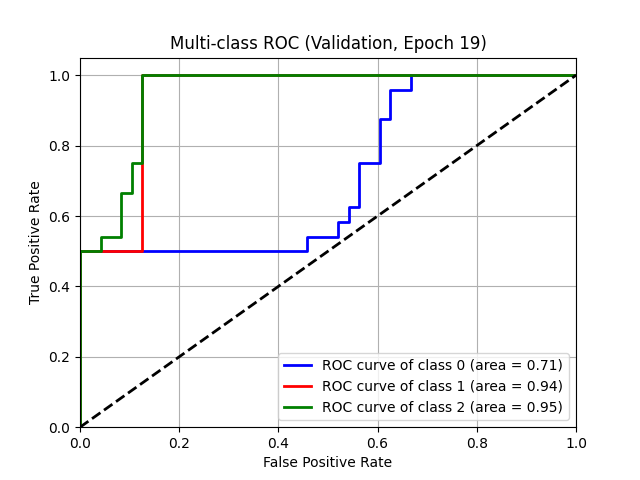 Multi-class ROC (Validation, Epoch 19)
True Positive Rate
1.0
0.8
0.6
0.4
0.2
0.0
ROC curve of class 0 (area = 0.71)
ROC curve of class 1 (area = 0.94)
ROC curve of class 2 (area = 0.95)
0.0 0.2 0.4 0.6 0.8 1.0
False Positive Rate